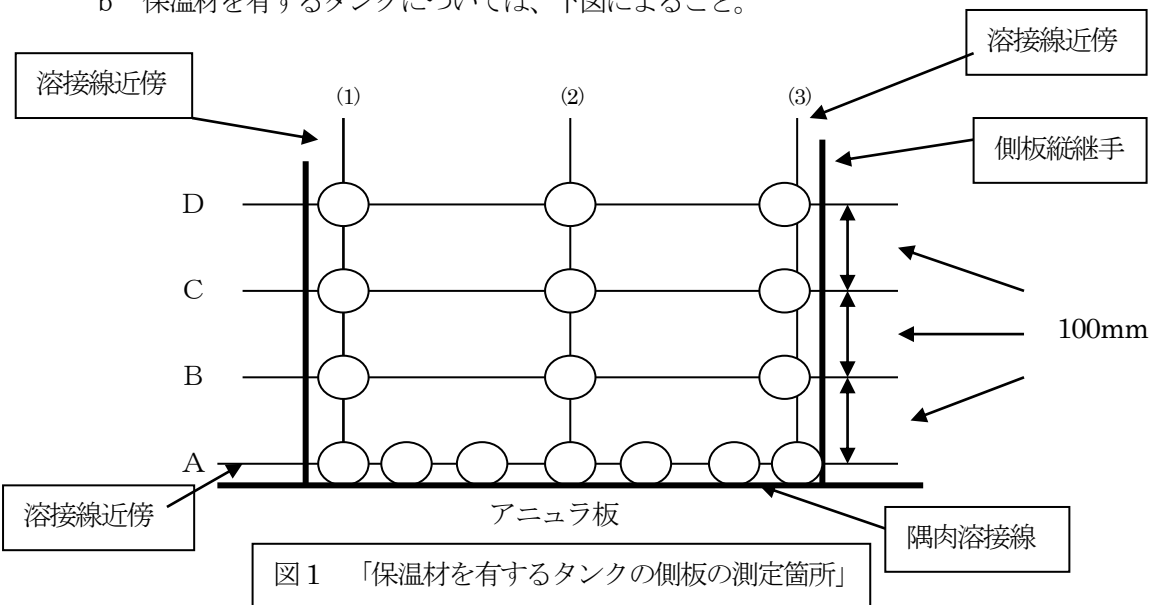 b 保温材を有するタンクについては、下図によること。
溶接線近傍
溶接線近傍
(1)
(2)
(3)
側板縦継手
D
C
100mm
B
A
溶接線近傍
アニュラ板
隅肉溶接線
図1 「保温材を有するタンクの側板の測定箇所」